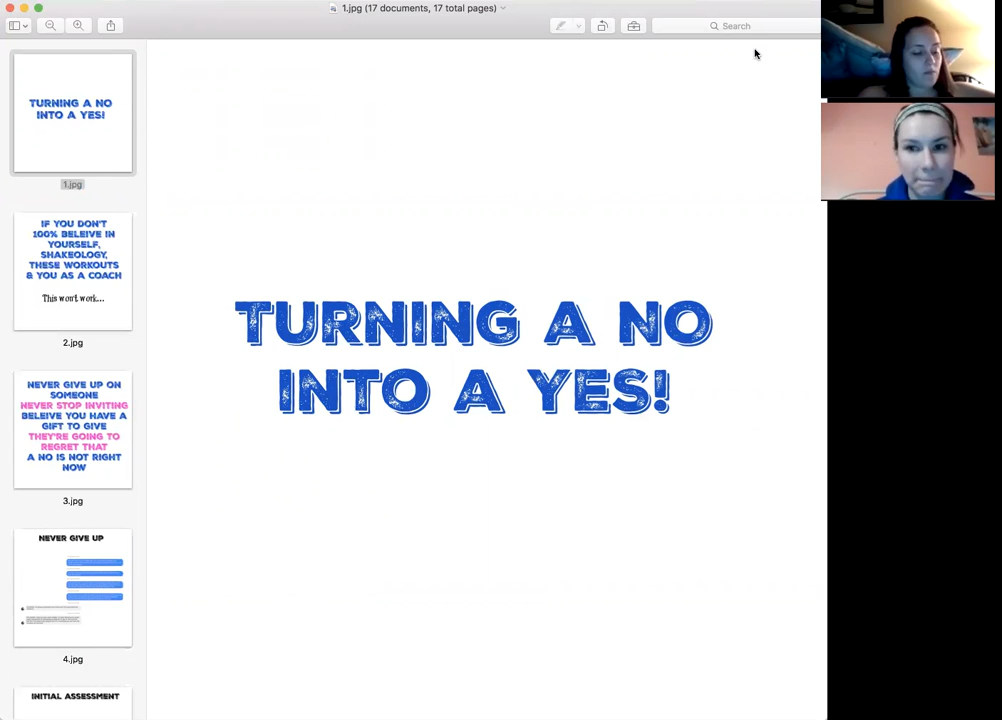 1.jpg (17 documents, 17 total pages)
Search
TURNING A NO
INTO A YES!
1.jpg
IF YOU DON'T
100% BELEIVE IN
YOURSELF,
SHAKEOLOGY,
THESE WORKOUTS
& YOU AS A COACH
This won't work...
2.jpg
NEVER GIVE UP ON
SOMEONE
NEVER STOP INVITING
BELEIVE YOU HAVE A
GIFT TO GIVE
THEY'RE GOING TO
REGRET THAT
A NO IS NOT RIGHT
NOW
3.jpg
NEVER GIVE UP
4.jpg
INITIAL ASSESSMENT
TURNING A NO
INTO A YES!